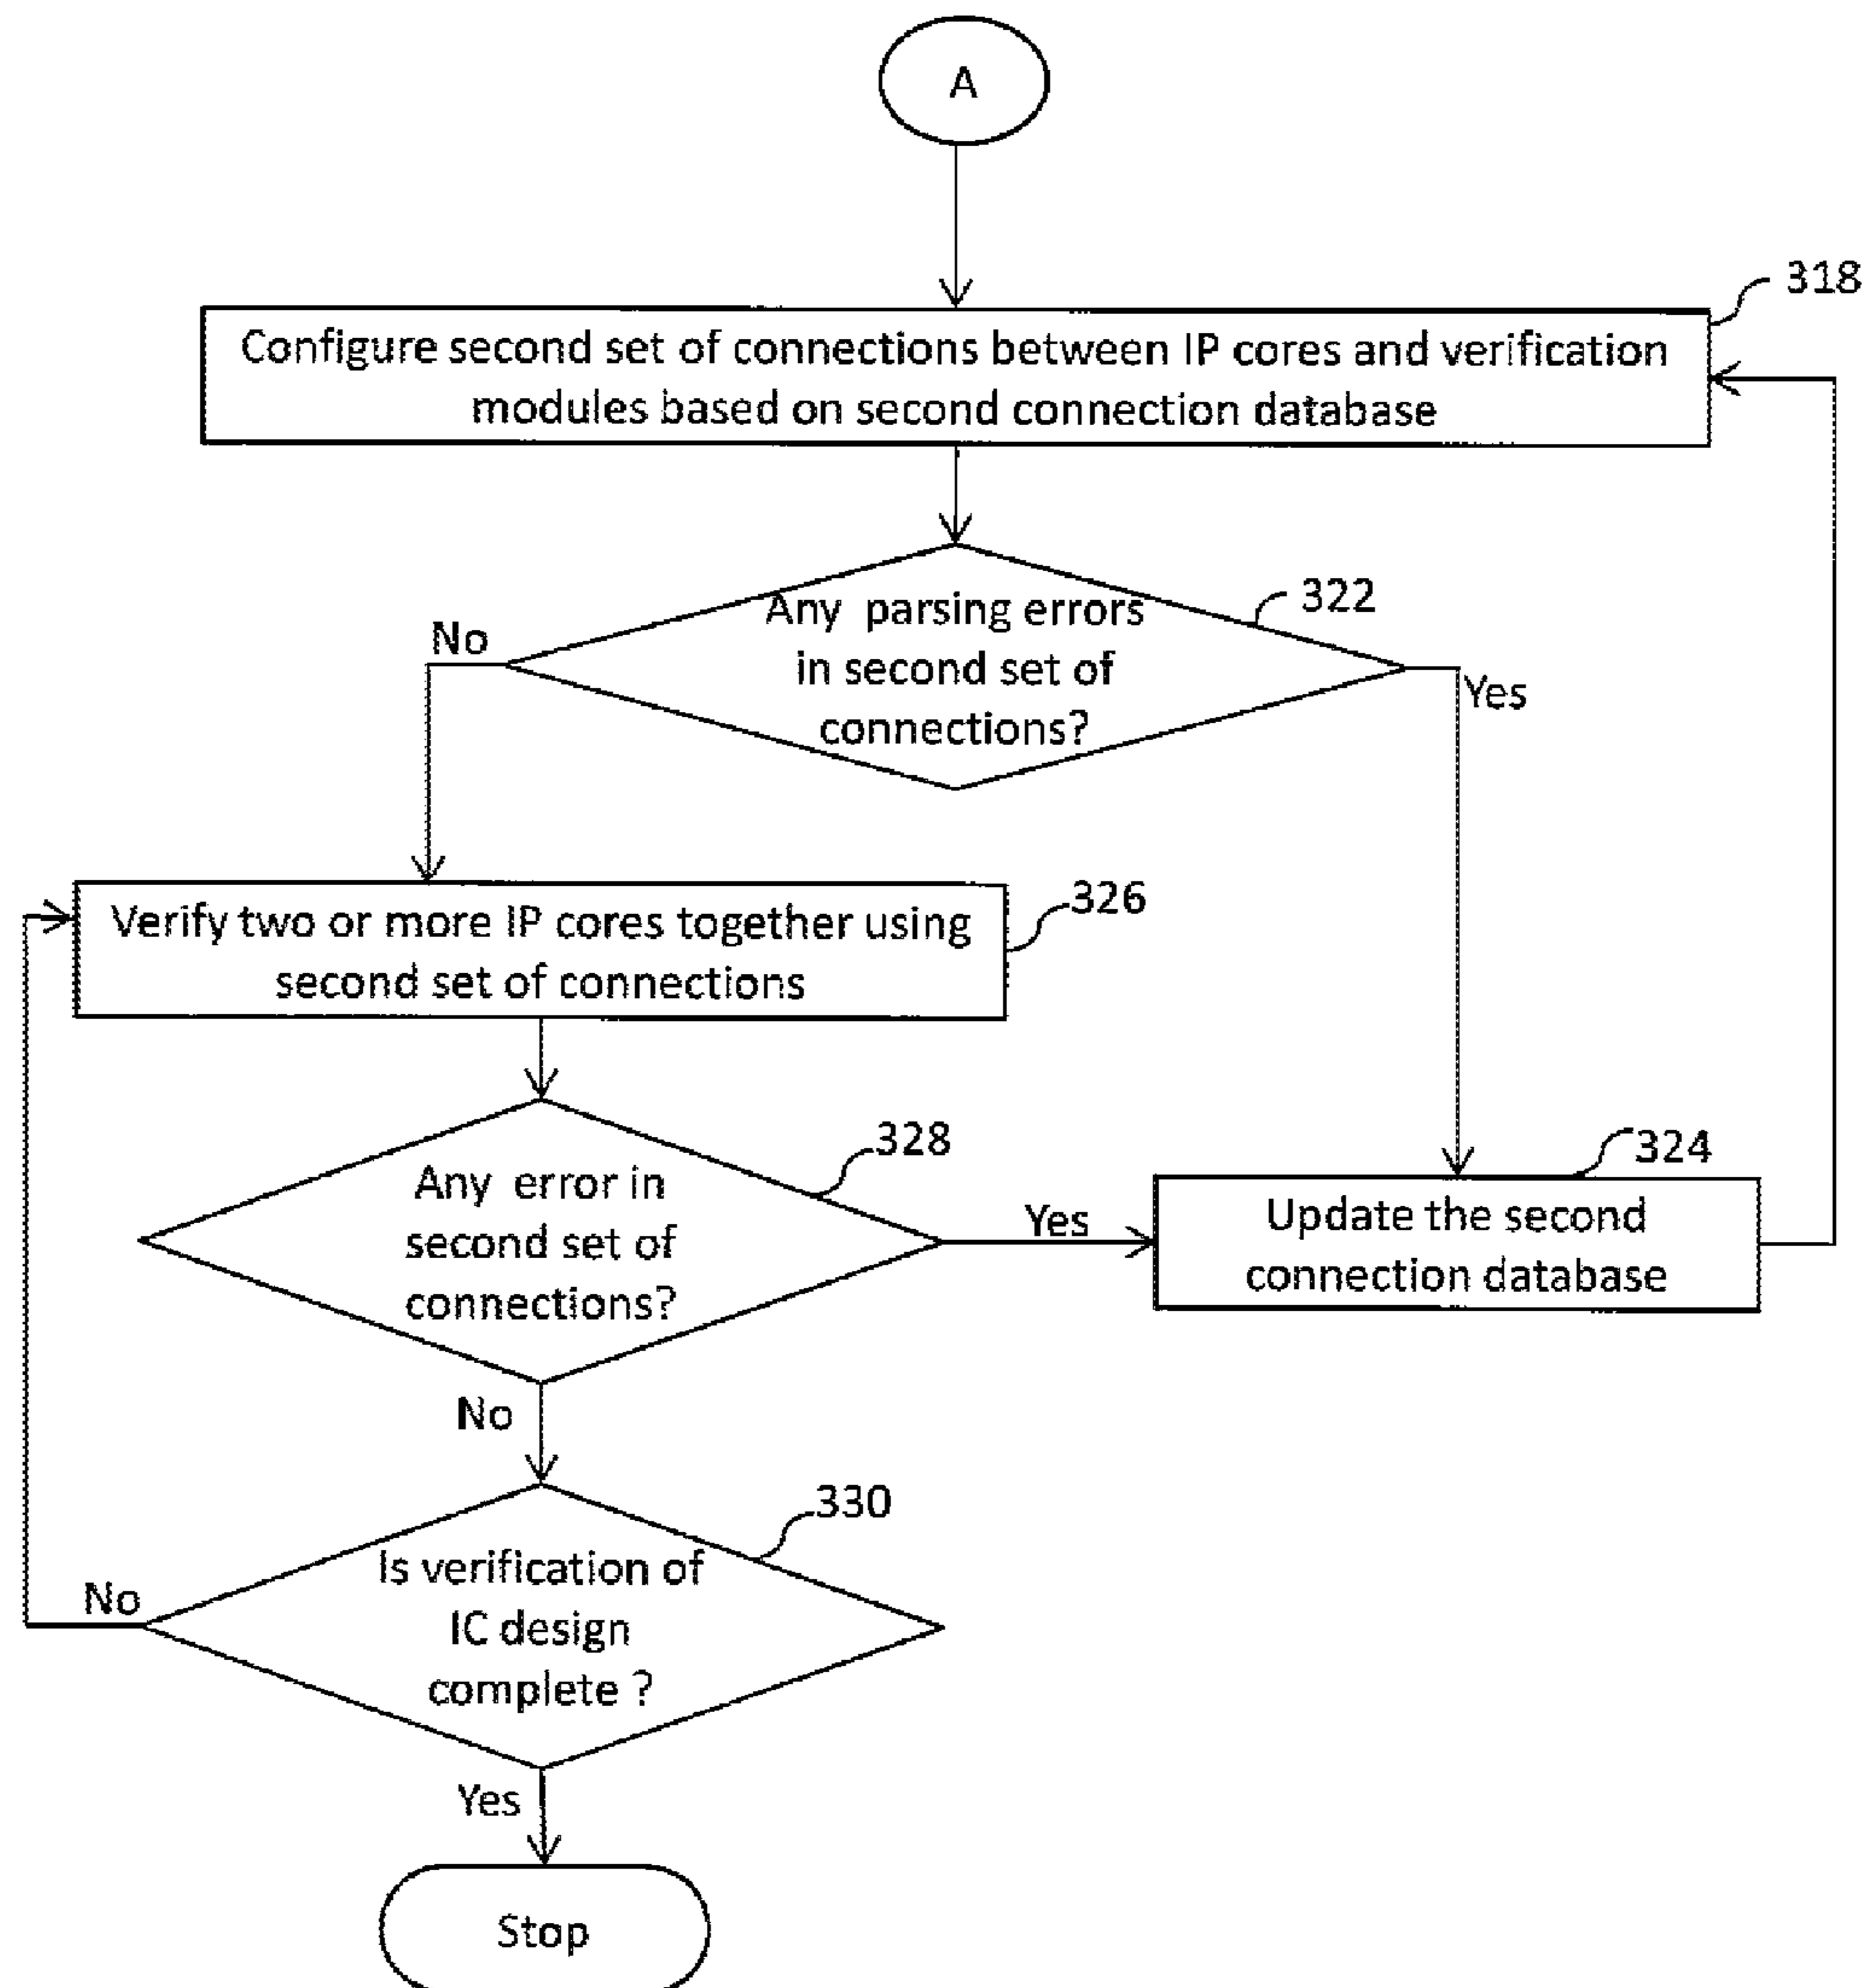 A
318
Configure second set of connections between IP cores and verification
modules based on second connection database
322
Any parsing errors
in second set of
connections?
No
Yes
326
Verify two or more IP cores together using
second set of connections
328
Any error in
second set of
connections?
Yes
324
Update the second
connection database
No
330
Is verification of
IC design
complete ?
No
Yes
Stop